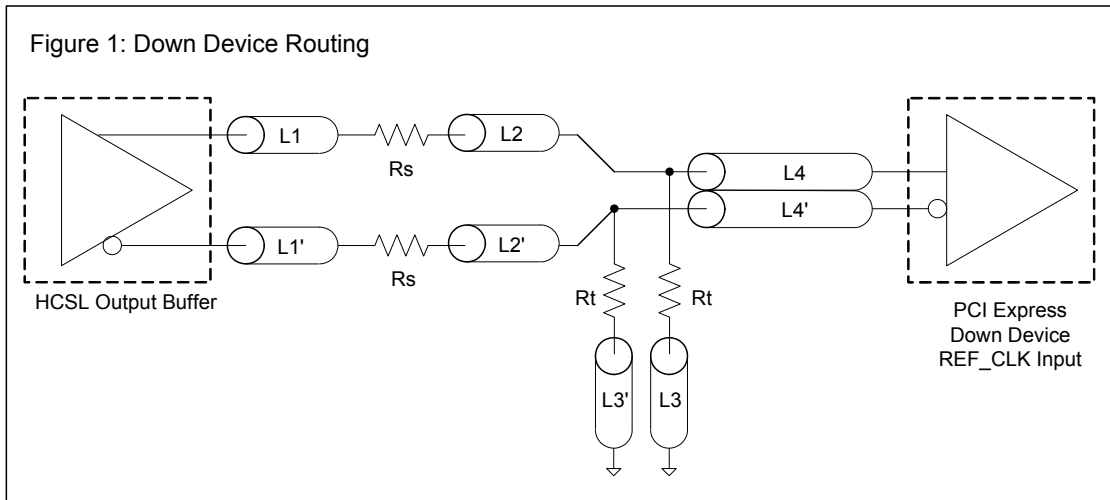 Figure 1: Down Device Routing
L1
Rs
L2
L4
L4'
L1'
Rs
L2'
HCSL Output Buffer
Rt
Rt
L3'
L3
PCI Express
Down Device
REF_CLK Input